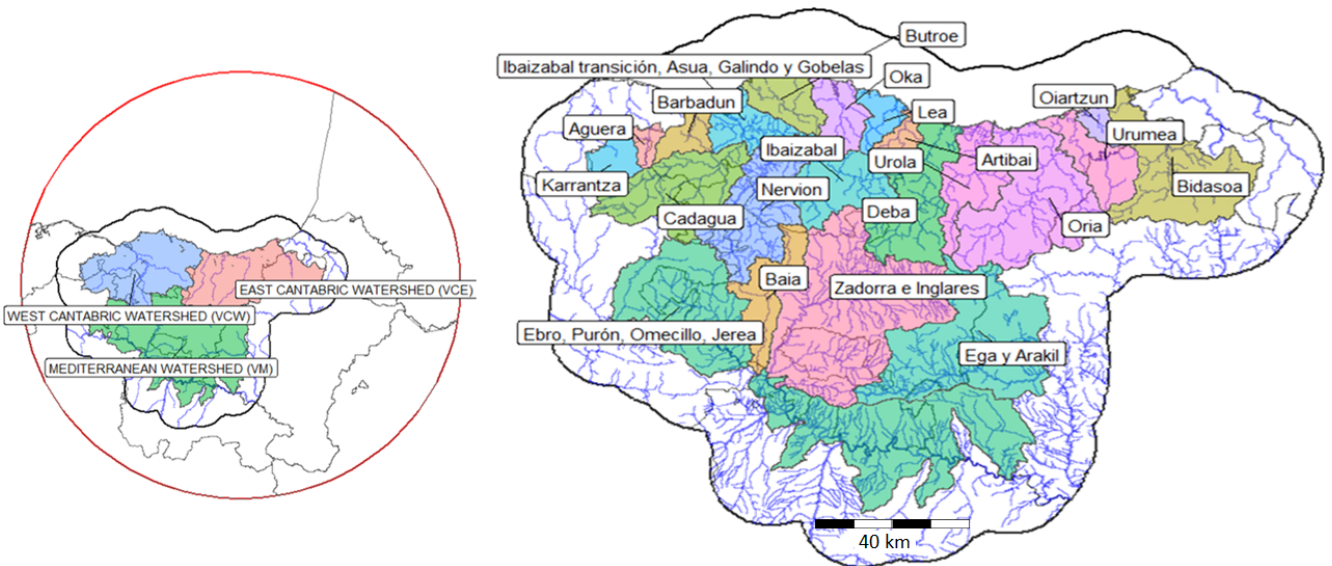 EAST CANTABRIC WATERSHED (VCE)
WEST CANTABRIC WATERSHED (VCW)
MEDITERRANEAN WATERSHED (VM)
Butroe
Ibaizabal transición, Asua, Galindo y Gobelas
Oka
Barbadun
Oiartzun
Lea
Aguera
Urumea
Ibaizabal
Urola
Artibai
Karrantza
Nervion
Bidasoa
Cadagua
Deba
Oria
Baia
Zadorra e Inglares
Ebro, Purón, Omecillo, Jerea
Ega y Arakil
40 km